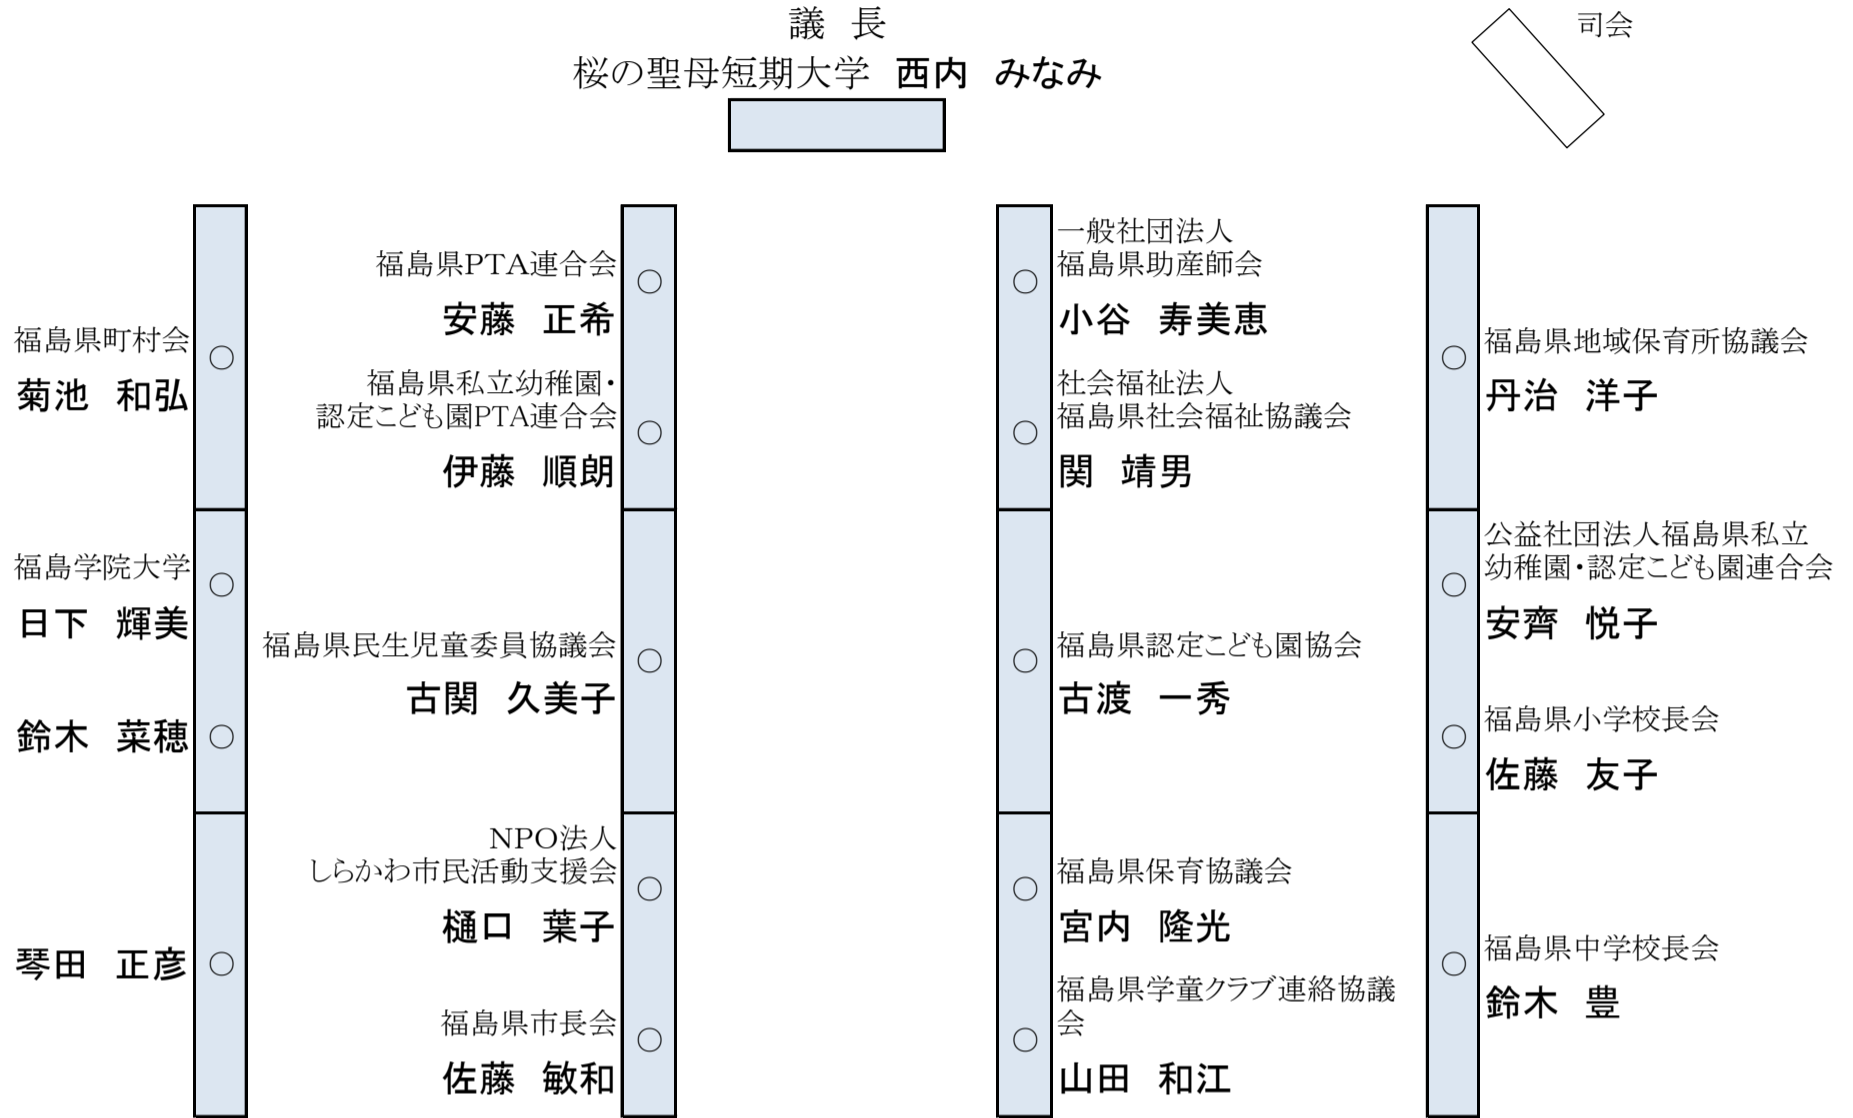 議　長
桜の聖母短期大学　西内　みなみ
司会
福島県町村会
菊池　和弘
福島学院大学
日下　輝美
鈴木　菜穂
琴田　正彦
福島県PTA連合会
安藤　正希
福島県私立幼稚園・
認定こども園PTA連合会
伊藤　順朗
福島県民生児童委員協議会
古関　久美子
NPO法人
しらかわ市民活動支援会
樋口　葉子
福島県市長会
佐藤　敏和
一般社団法人
福島県助産師会
小谷　寿美恵
社会福祉法人
福島県社会福祉協議会
関　靖男
福島県認定こども園協会
古渡　一秀
福島県保育協議会
宮内　隆光
福島県学童クラブ連絡協議
会
山田　和江
福島県地域保育所協議会
丹治　洋子
公益社団法人福島県私立
幼稚園・認定こども園連合会
安齊　悦子
福島県小学校長会
佐藤　友子
福島県中学校長会
鈴木　豊